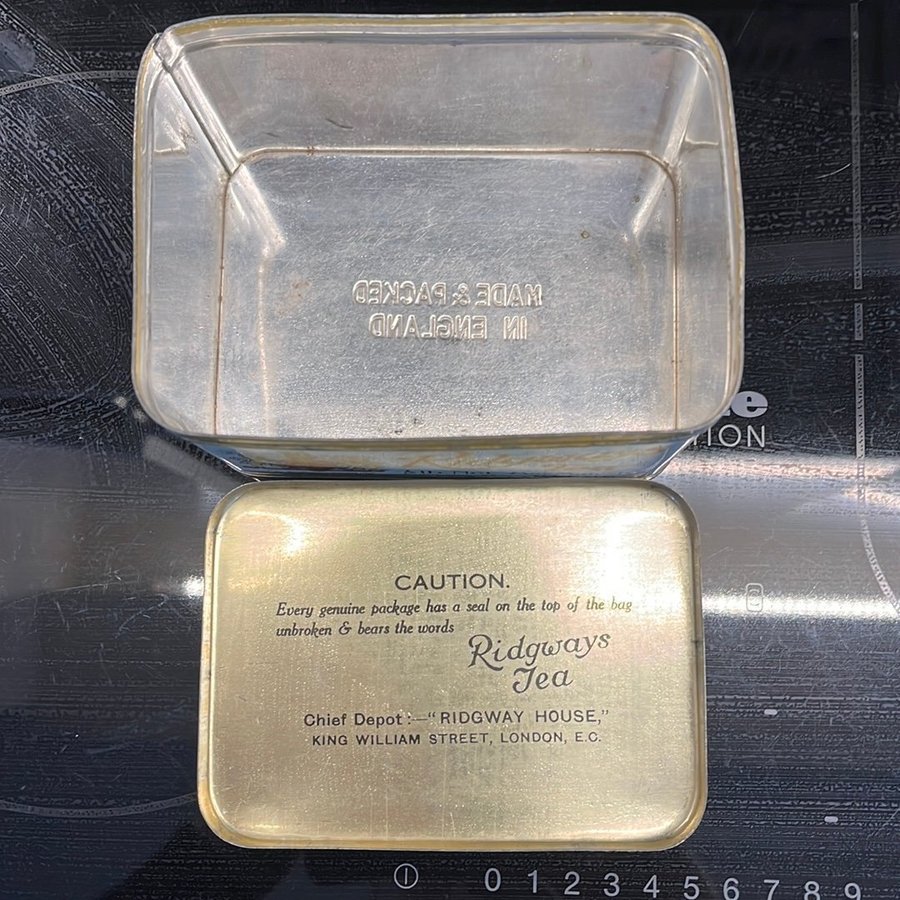 MADE & PACKED
IN ENGLAND
CAUTION.
Every genuine package has a seal on the top of the bag
unbroken & bears the words
Ridgways
Tea
Chief Depot :—"RIDGWAY HOUSE,"
KING WILLIAM STREET, LONDON, E.C.
0 1 2 3 4 5 6 7 8 9